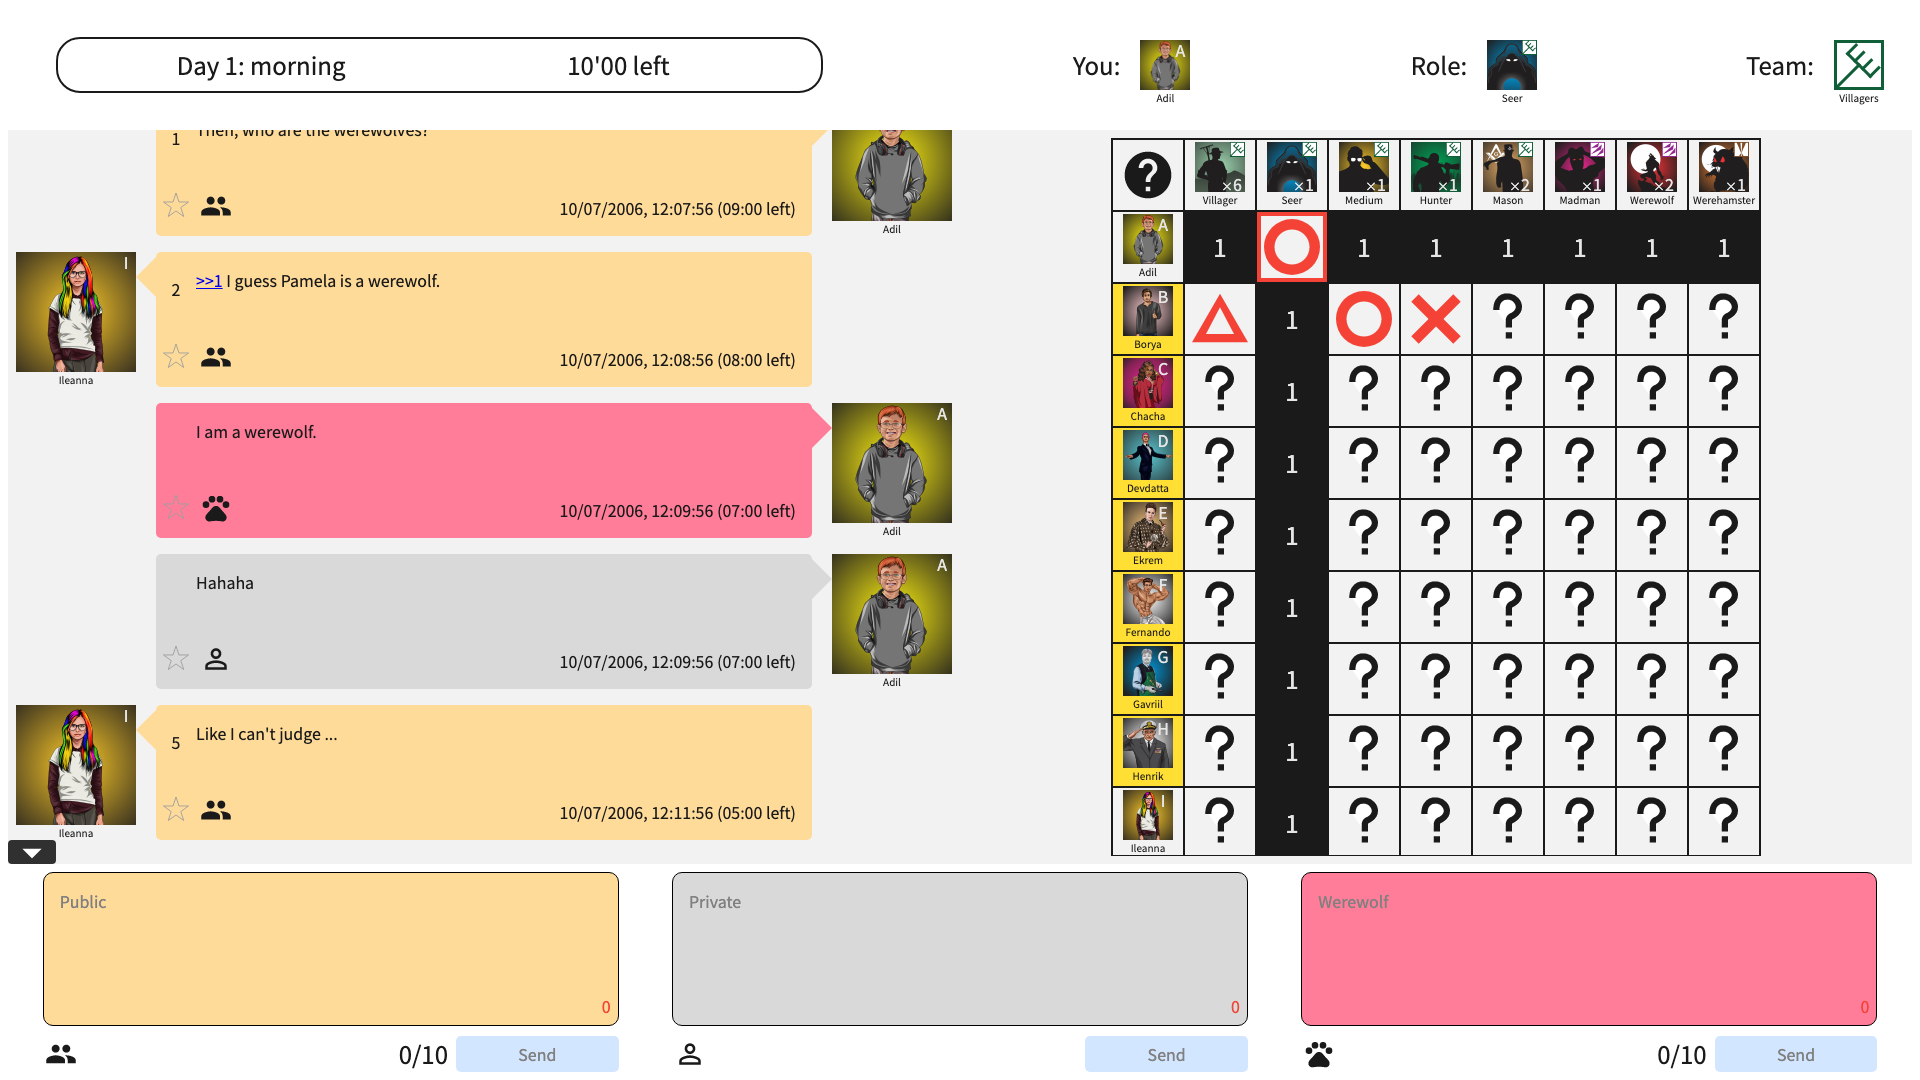 Day 1: morning 10'00 left
You: A Adil
Role: Seer
Team: Villagers
1 Then, who are the werewolves?
10/07/2006, 12:07:56 (09:00 left)
Adil
I Ileanna
2 >>1 I guess Pamela is a werewolf.
10/07/2006, 12:08:56 (08:00 left)
I am a werewolf.
10/07/2006, 12:09:56 (07:00 left)
A Adil
Hahaha
10/07/2006, 12:09:56 (07:00 left)
A Adil
I Ileanna
5 Like I can't judge ...
10/07/2006, 12:11:56 (05:00 left)
? ×6 ×1 ×1 ×1 ×2 ×1 ×2 ×1
Villager Seer Medium Hunter Mason Madman Werewolf Werehamster
A Adil 1 1 1 1 1 1 1
B Borya 1 ? ? ? ?
C Chacha ? 1 ? ? ? ? ? ?
D Devdatta ? 1 ? ? ? ? ? ?
E Ekrem ? 1 ? ? ? ? ? ?
F Fernando ? 1 ? ? ? ? ? ?
G Gavriil ? 1 ? ? ? ? ? ?
H Henrik ? 1 ? ? ? ? ? ?
I Ileanna ? 1 ? ? ? ? ? ?
Public
0
0/10 Send
Private
0
Send
Werewolf
0
0/10 Send